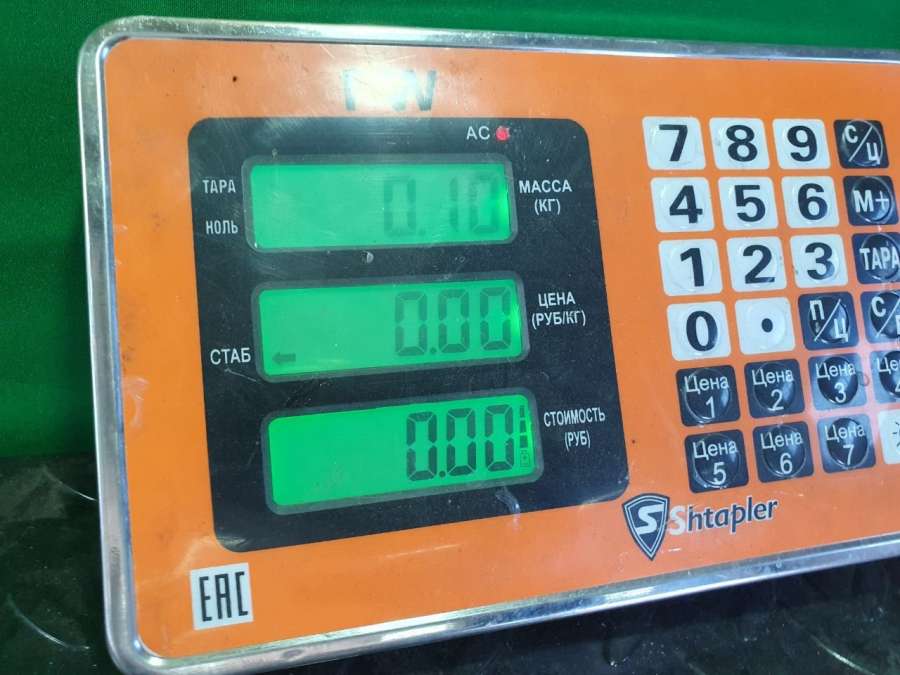 AC
ТАРА
0.10
МАССА
(КГ)
НОЛЬ
0.00
ЦЕНА
(РУБ/КГ)
СТАБ
0.00
СТОИМОСТЬ
(РУБ)
7 8 9 С/Ц
4 5 6 М+
1 2 3 ТАРА
0 • П/Ц
Цена 1 Цена 2 Цена 3
Цена 5 Цена 6 Цена 7
S Shtapler
EAC